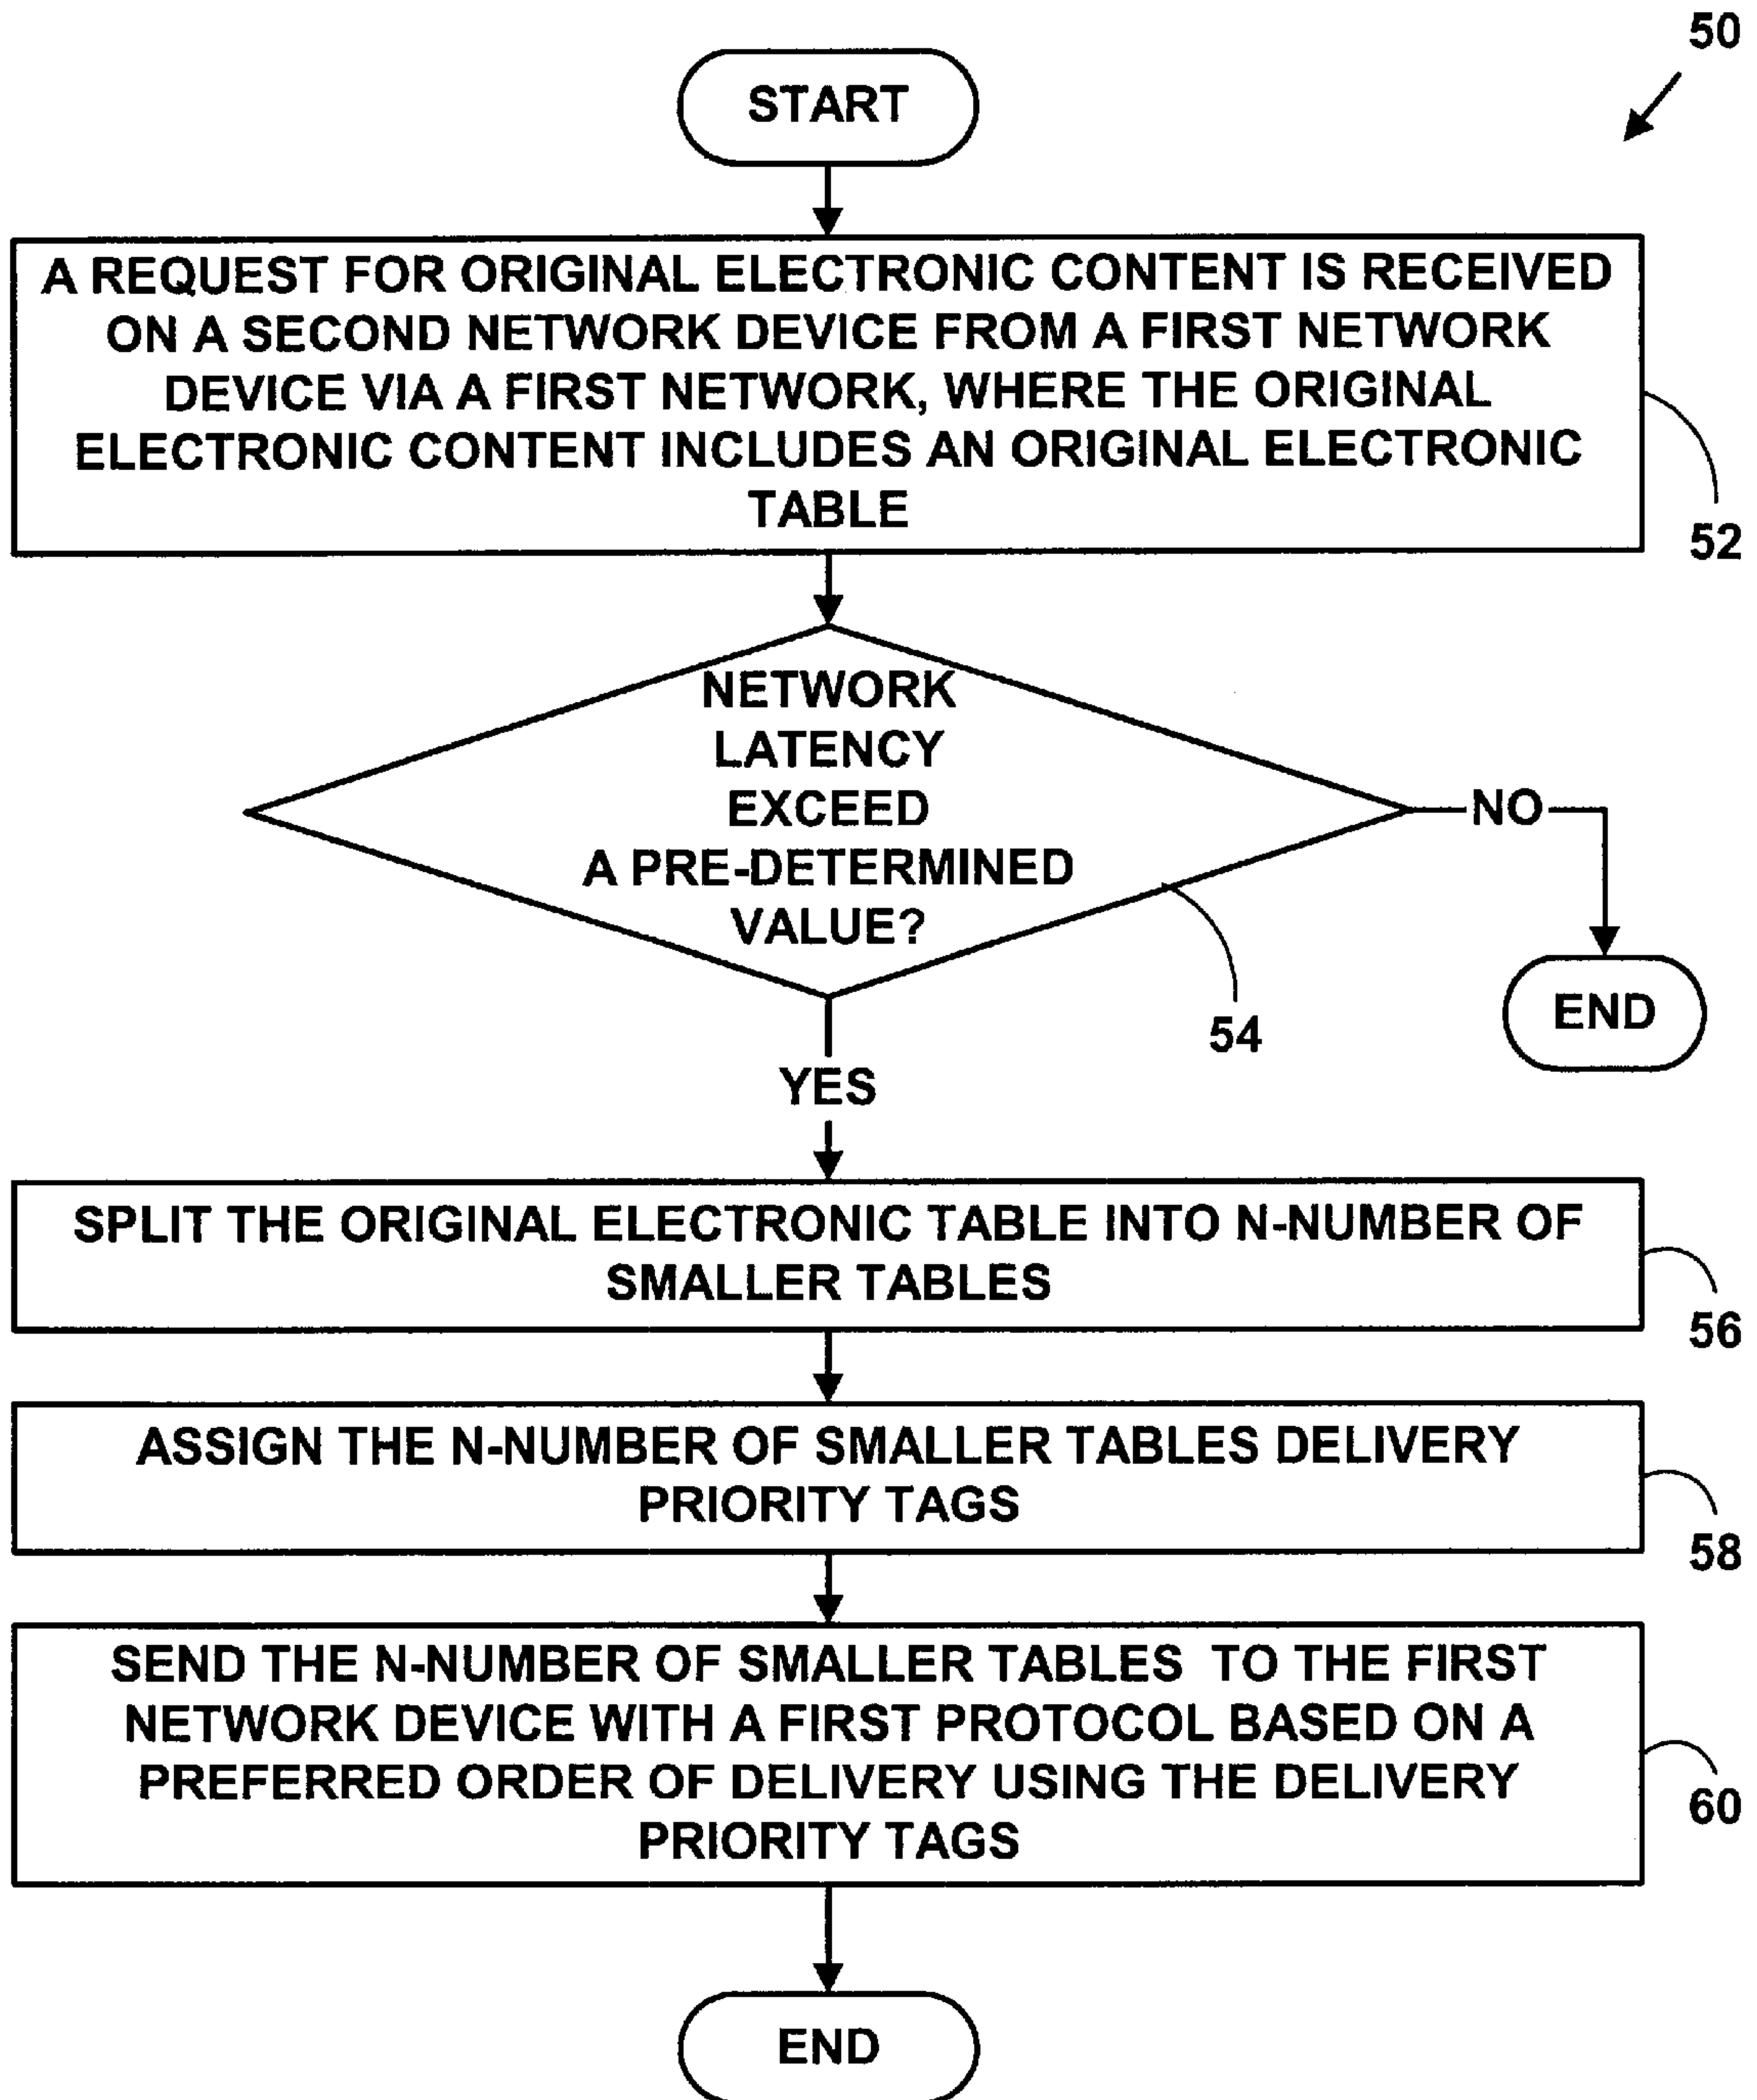 50
START
A REQUEST FOR ORIGINAL ELECTRONIC CONTENT IS RECEIVED
ON A SECOND NETWORK DEVICE FROM A FIRST NETWORK
DEVICE VIA A FIRST NETWORK, WHERE THE ORIGINAL
ELECTRONIC CONTENT INCLUDES AN ORIGINAL ELECTRONIC
TABLE
52
NETWORK
LATENCY
EXCEED
A PRE-DETERMINED
VALUE?
NO
54
END
YES
SPLIT THE ORIGINAL ELECTRONIC TABLE INTO N-NUMBER OF
SMALLER TABLES
56
ASSIGN THE N-NUMBER OF SMALLER TABLES DELIVERY
PRIORITY TAGS
58
SEND THE N-NUMBER OF SMALLER TABLES TO THE FIRST
NETWORK DEVICE WITH A FIRST PROTOCOL BASED ON A
PREFERRED ORDER OF DELIVERY USING THE DELIVERY
PRIORITY TAGS
60
END